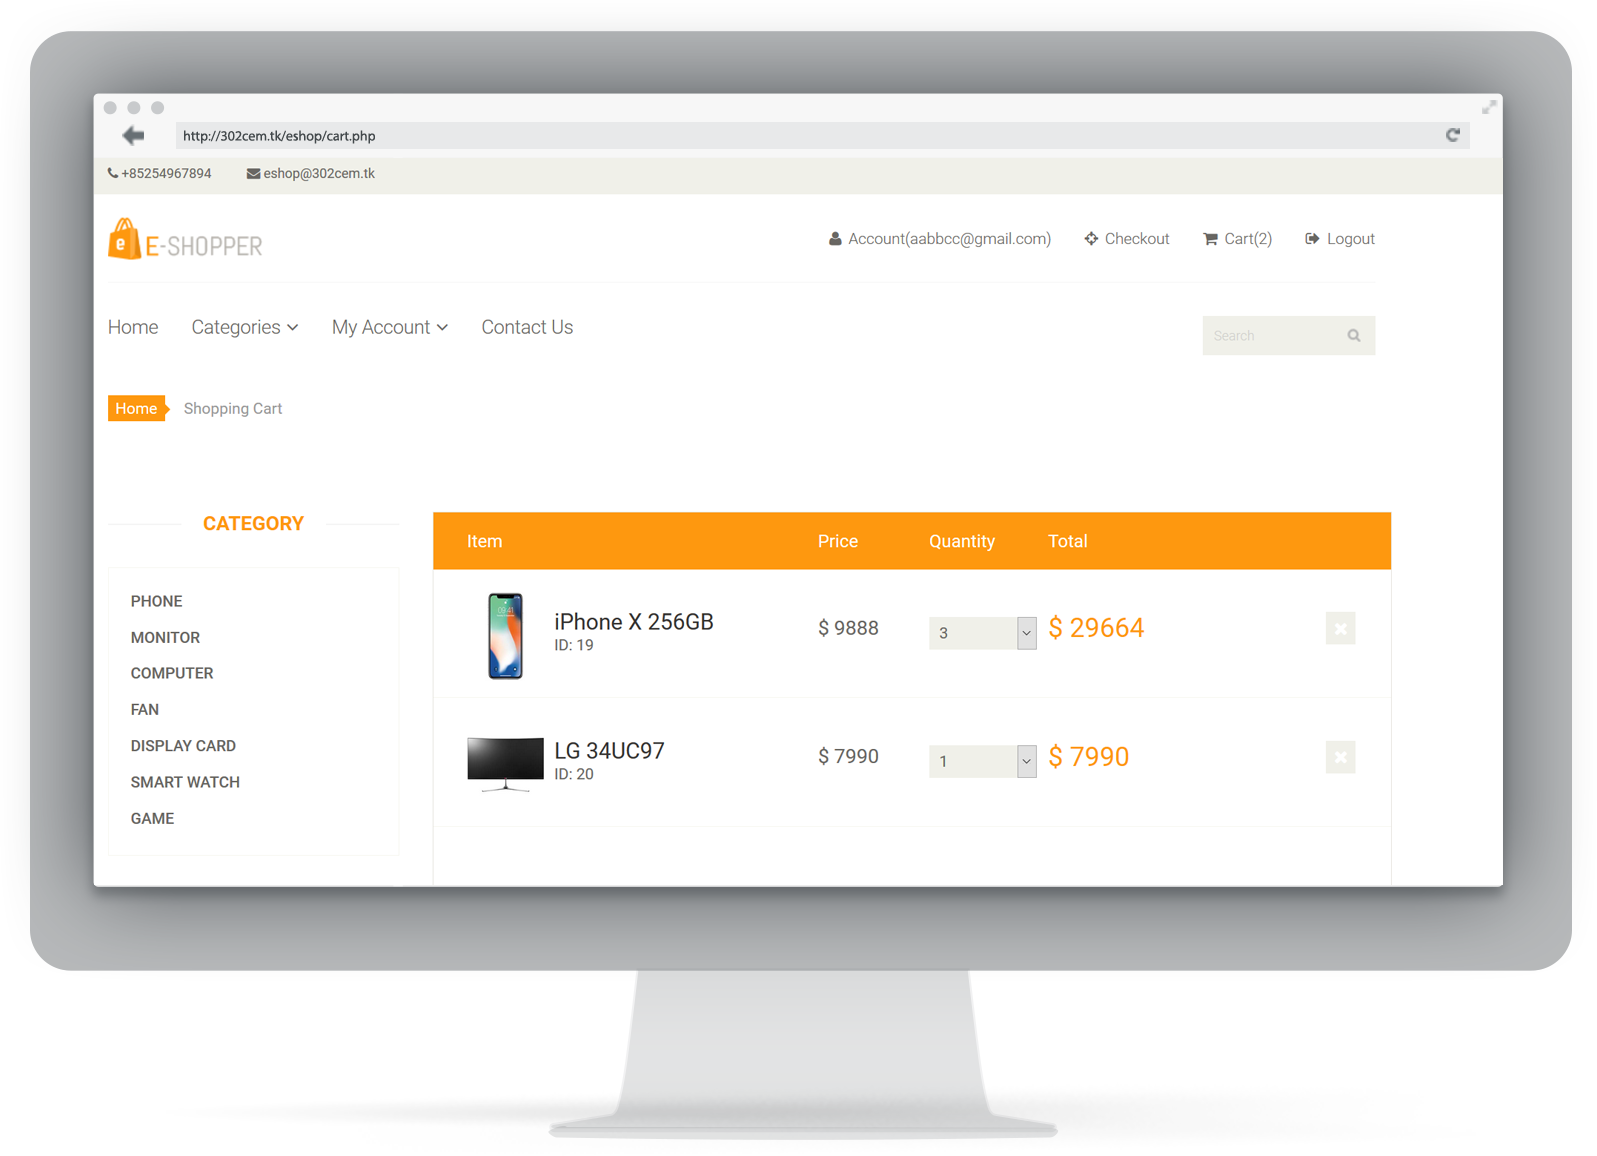 http://302cem.tk/eshop/cart.php
+85254967894 eshop@302cem.tk
e E-SHOPPER
Account(aabbcc@gmail.com) Checkout Cart(2) Logout
Home Categories My Account Contact Us
Search
Home Shopping Cart
CATEGORY
PHONE
MONITOR
COMPUTER
FAN
DISPLAY CARD
SMART WATCH
GAME
Item Price Quantity Total
iPhone X 256GB
ID: 19
$ 9888 3 $ 29664
LG 34UC97
ID: 20
$ 7990 1 $ 7990